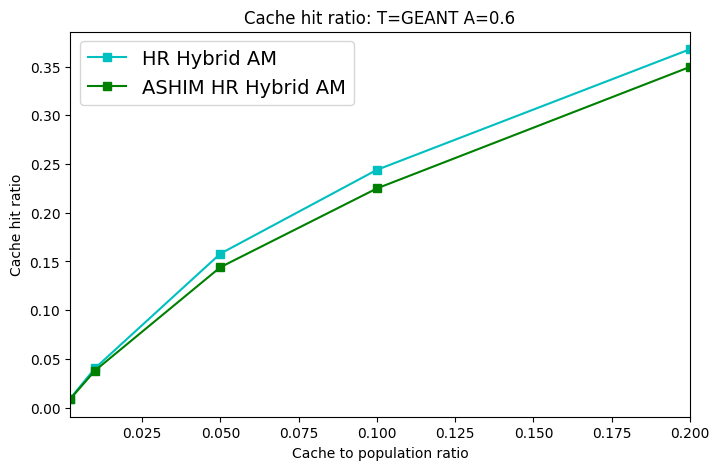 Cache hit ratio: T=GEANT A=0.6
HR Hybrid AM
ASHIM HR Hybrid AM
Cache hit ratio
0.35
0.30
0.25
0.20
0.15
0.10
0.05
0.00
0.025 0.050 0.075 0.100 0.125 0.150 0.175 0.200
Cache to population ratio